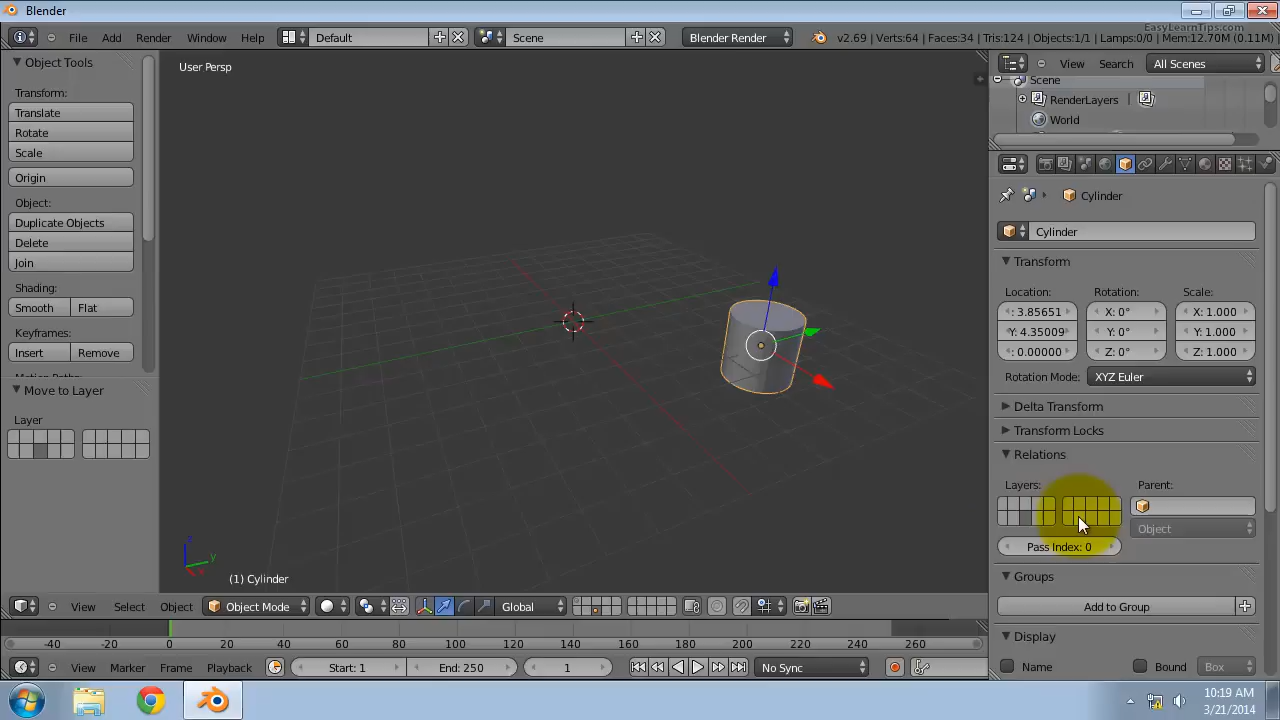 Blender
EasyLearnTips.com
File Add Render Window Help Default Scene Blender Render v2.69 | Verts:64 | Faces:34 | Tris:124 | Objects:1/1 | Lamps:0/0 | Mem:12.70M (0.11M) |
Object Tools
Transform:
Translate
Rotate
Scale
Origin
Object:
Duplicate Objects
Delete
Join
Shading:
Smooth Flat
Keyframes:
Insert Remove
Move to Layer
Layer
User Persp
z
y
(1) Cylinder
View Select Object Object Mode Global
-40 -20 0 20 40 60 80 100 120 140 160 180 200 220 240 260
View Marker Frame Playback Start: 1 End: 250 1 No Sync
View Search All Scenes
Scene
RenderLayers |
World
Cylinder
Cylinder
Transform
Location: Rotation: Scale:
: 3.85651 X: 0° X: 1.000
Y: 4.35009 Y: 0° Y: 1.000
: 0.00000 Z: 0° Z: 1.000
Rotation Mode: XYZ Euler
Delta Transform
Transform Locks
Relations
Layers: Parent:
Object
Pass Index: 0
Groups
Add to Group
Display
Name Bound Box
10:19 AM
3/21/2014